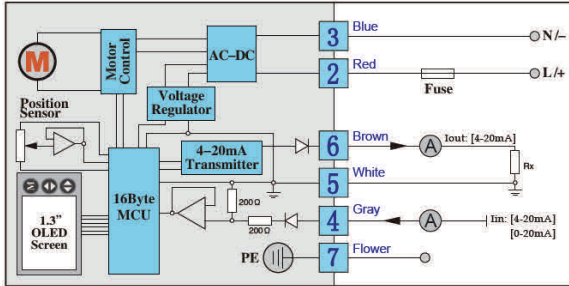 3 Blue N/−
M
Motor
Control
AC–DC
2 Red L/+
Fuse
Voltage
Regulator
Position
Sensor
4–20mA
Transmitter
6 Brown A Iout: [4-20mA]
Rx
5 White
16Byte
MCU
200Ω
200Ω
1.3”
OLED
Screen
4 Gray A Iin: [4-20mA]
[0-20mA]
PE
7 Flower